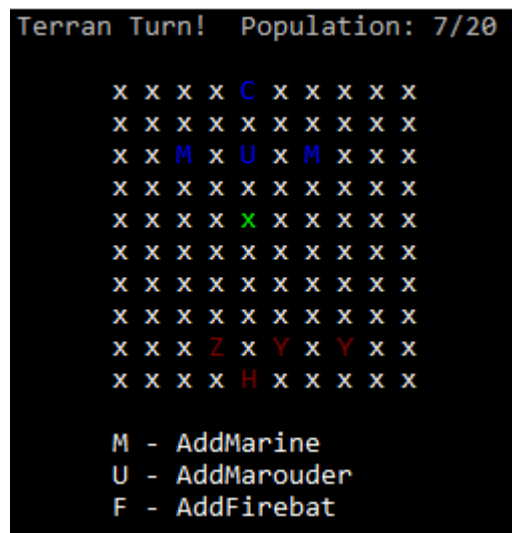 Terran Turn!  Population: 7/20
x x x x C x x x x x
x x x x x x x x x x
x x M x U x M x x x
x x x x x x x x x x
x x x x x x x x x x
x x x x x x x x x x
x x x x x x x x x x
x x x x x x x x x x
x x x Z x Y x Y x x
x x x x H x x x x x
M - AddMarine
U - AddMarouder
F - AddFirebat